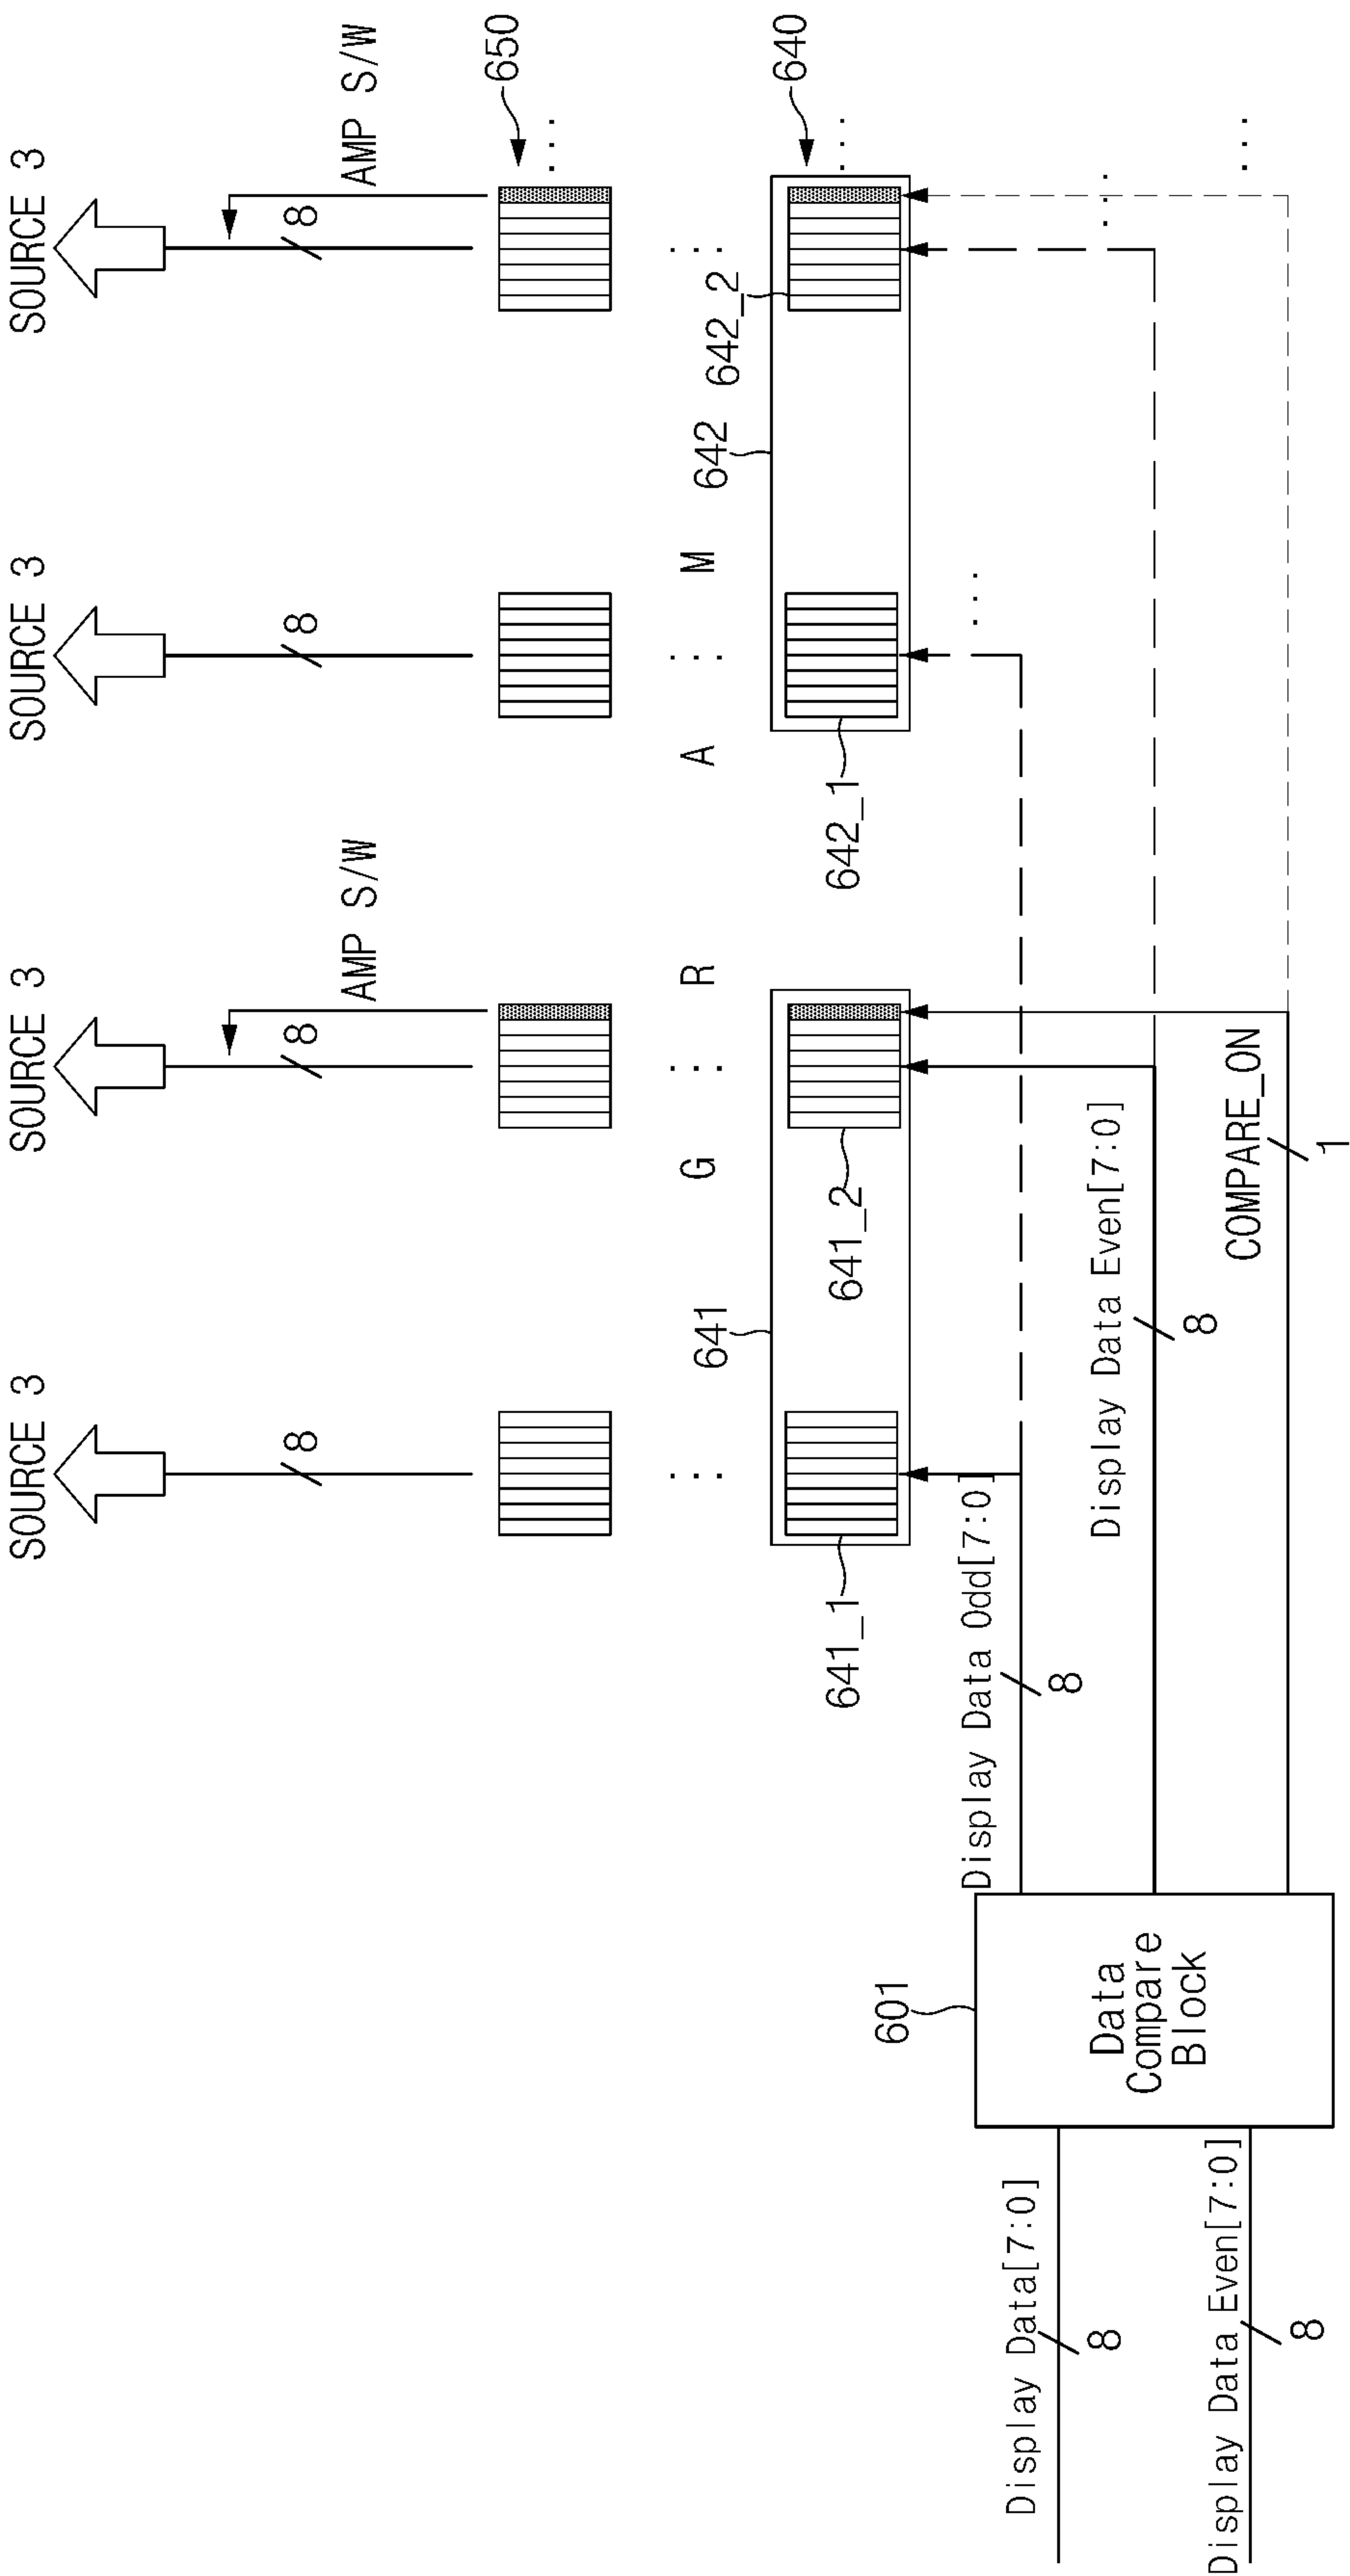 SOURCE 3
SOURCE 3
SOURCE 3
SOURCE 3
8
8
AMP S/W
8
8
AMP S/W
650
...
...
...
...
...
G R A M
641
642
642_2
640
...
641_1
641_2
642_1
Display Data Odd[7:0]
8
...
Display Data Even[7:0]
8
...
COMPARE_ON
1
...
601
Data
Compare
Block
Display Data[7:0]
8
Display Data Even[7:0]
8